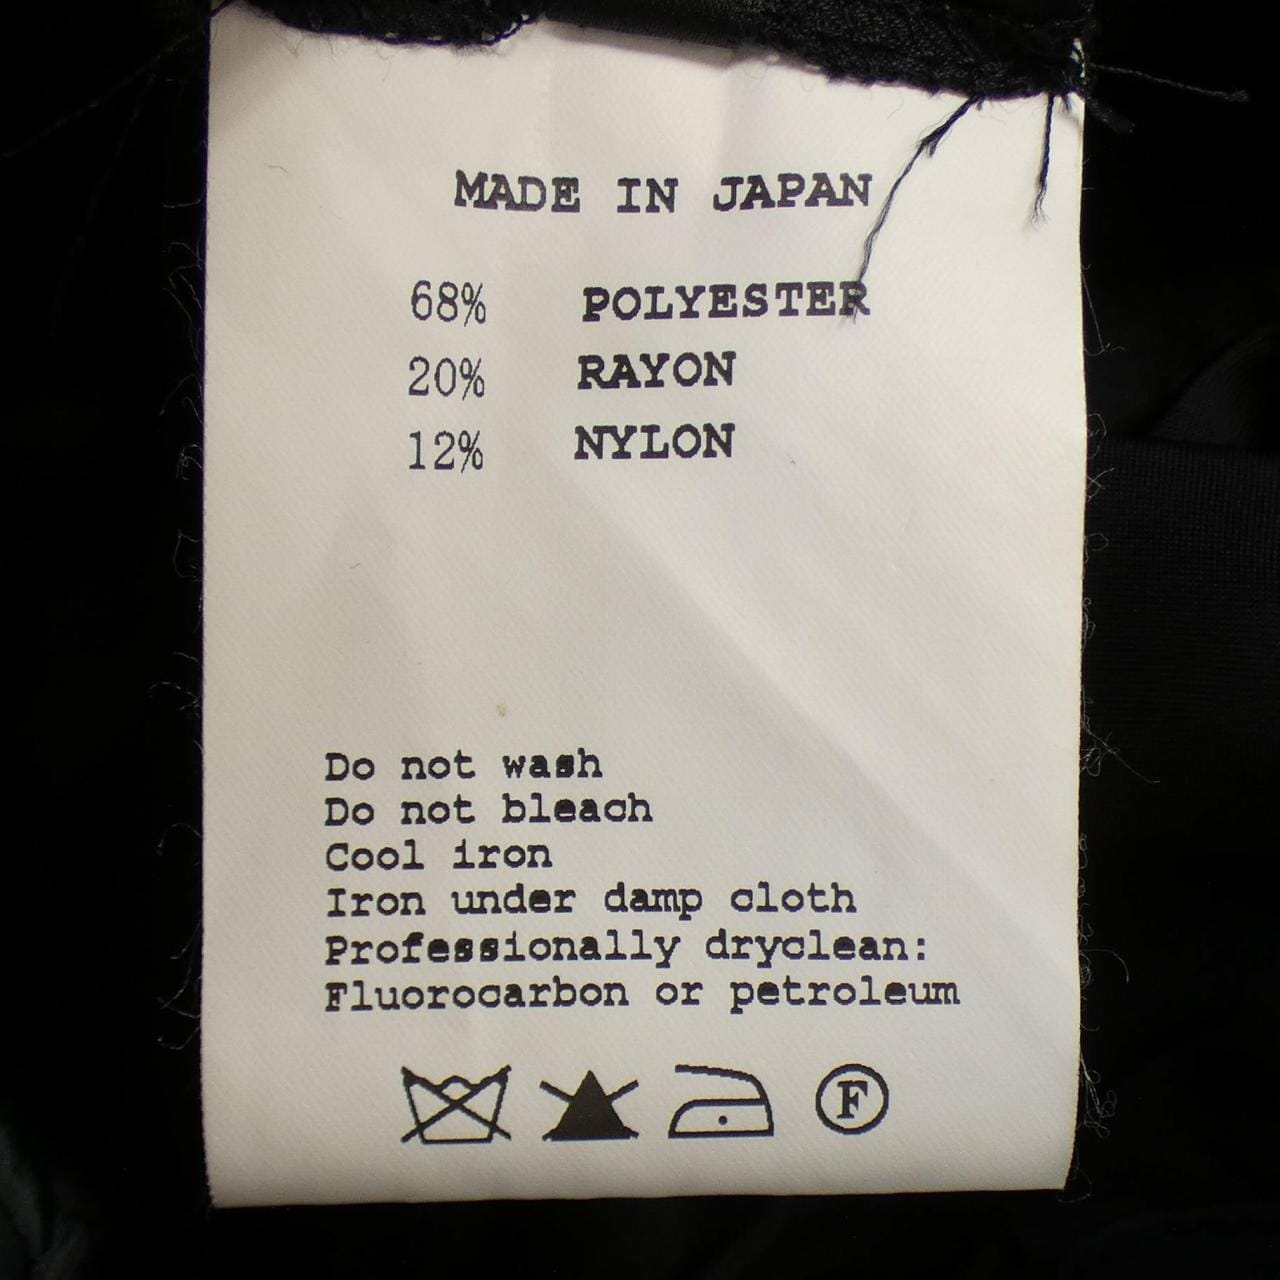 MADE IN JAPAN
68% POLYESTER
20% RAYON
12% NYLON
Do not wash
Do not bleach
Cool iron
Iron under damp cloth
Professionally dryclean:
Fluorocarbon or petroleum
F